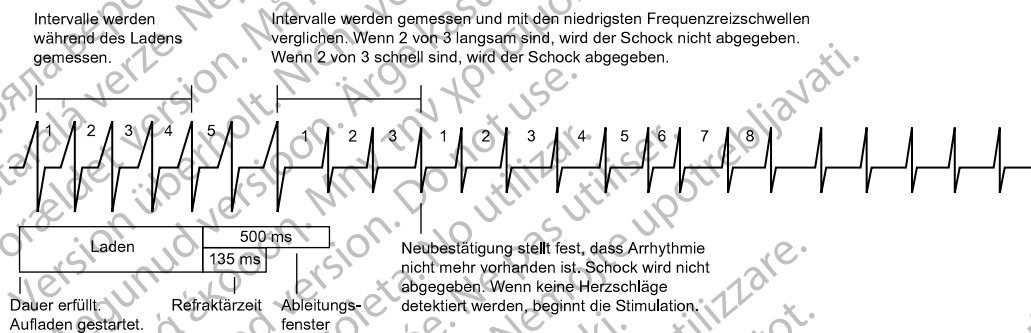 Intervalle werden
während des Ladens
gemessen.
Intervalle werden gemessen und mit den niedrigsten Frequenzreizschwellen
verglichen. Wenn 2 von 3 langsam sind, wird der Schock nicht abgegeben.
Wenn 2 von 3 schnell sind, wird der Schock abgegeben.
1 2 3 4 5 1 2 3 1 2 3 4 5 6 7 8
Laden
500 ms
135 ms
Dauer erfüllt.
Aufladen gestartet.
Refraktärzeit
Ableitungs-
fenster
Neubestätigung stellt fest, dass Arrhythmie
nicht mehr vorhanden ist. Schock wird nicht
abgegeben. Wenn keine Herzschläge
detektiert werden, beginnt die Stimulation.